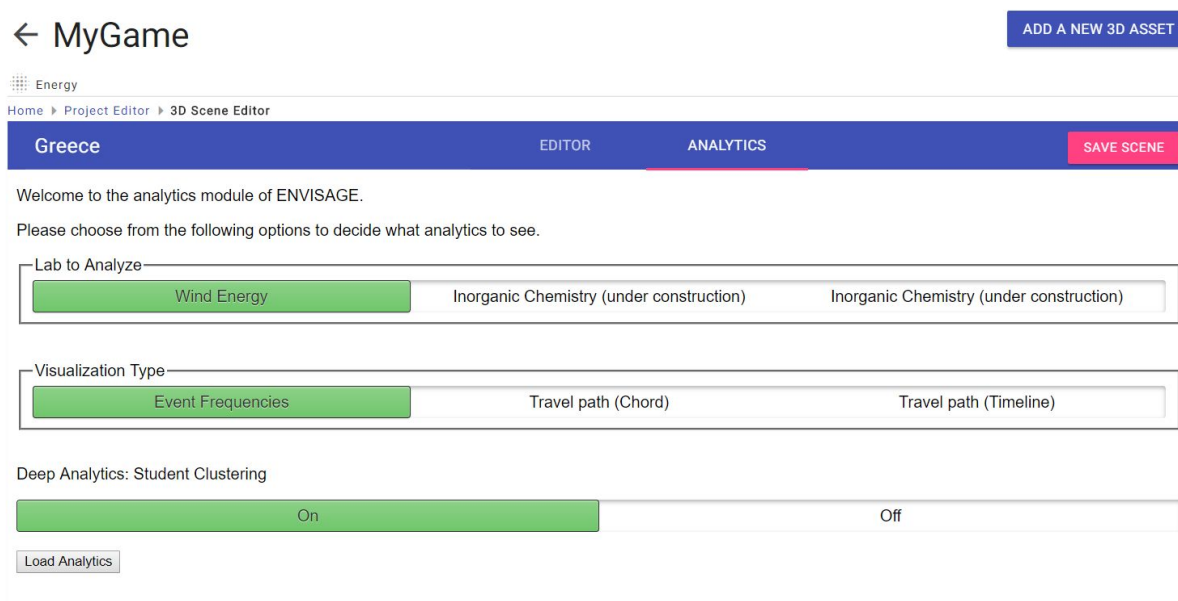 ← MyGame
ADD A NEW 3D ASSET
Energy
Home ▸ Project Editor ▸ 3D Scene Editor
Greece EDITOR ANALYTICS SAVE SCENE
Welcome to the analytics module of ENVISAGE.
Please choose from the following options to decide what analytics to see.
Lab to Analyze
Wind Energy Inorganic Chemistry (under construction) Inorganic Chemistry (under construction)
Visualization Type
Event Frequencies Travel path (Chord) Travel path (Timeline)
Deep Analytics: Student Clustering
On Off
Load Analytics